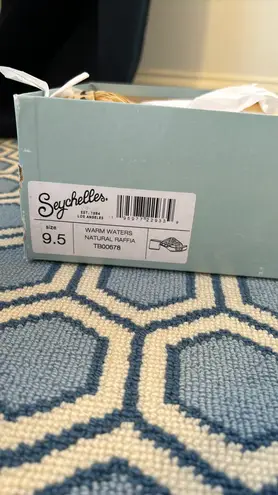 Seychelles.
EST. 1984
LOS ANGELES
SIZE
9.5
WARM WATERS
NATURAL RAFFIA
TB00678